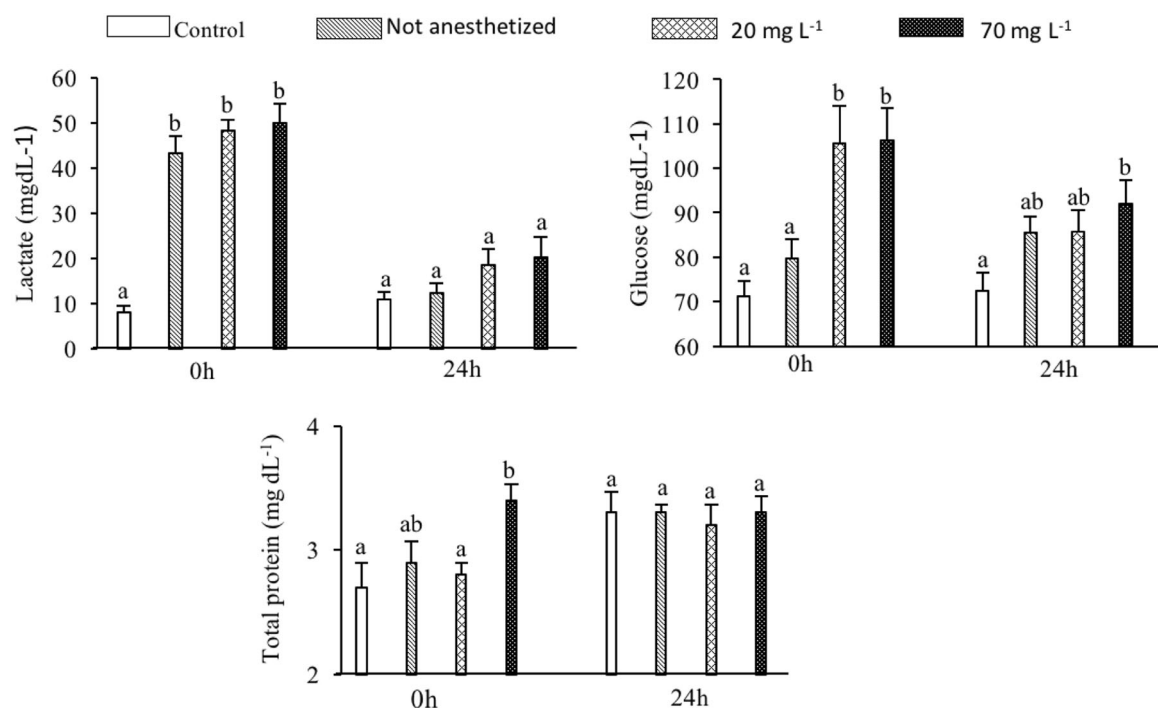 Control Not anesthetized 20 mg L⁻¹ 70 mg L⁻¹
Lactate (mgdL-1)
60
50
40
30
20
10
0
a b b b a a a a
0h 24h
Glucose (mgdL-1)
120
110
100
90
80
70
60
a a b b a ab ab b
0h 24h
Total protein (mg dL⁻¹)
4
3
2
a ab a b a a a a
0h 24h